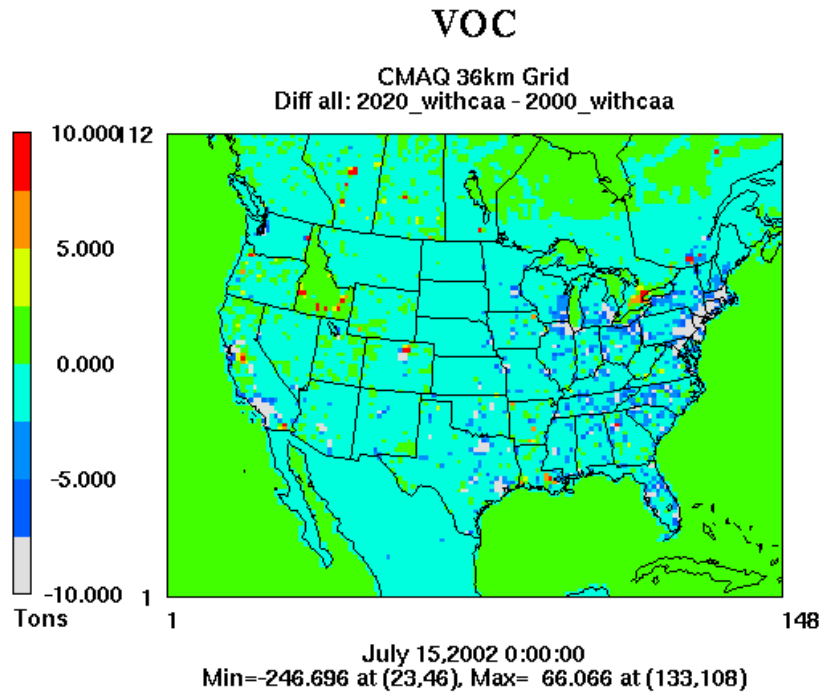 VOC
CMAQ 36km Grid
Diff all: 2020_withcaa - 2000_withcaa
10.000
5.000
0.000
-5.000
-10.000
Tons
112
1
1
148
July 15,2002 0:00:00
Min=-246.696 at (23,46), Max= 66.066 at (133,108)